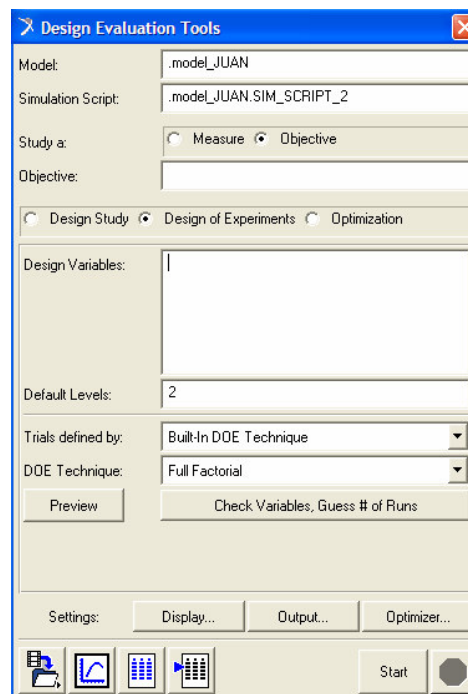 Design Evaluation Tools
Model: .model_JUAN
Simulation Script: .model_JUAN.SIM_SCRIPT_2
Study a: Measure Objective
Objective:
Design Study Design of Experiments Optimization
Design Variables:
Default Levels: 2
Trials defined by: Built-In DOE Technique
DOE Technique: Full Factorial
Preview Check Variables, Guess # of Runs
Settings: Display... Output... Optimizer...
Start